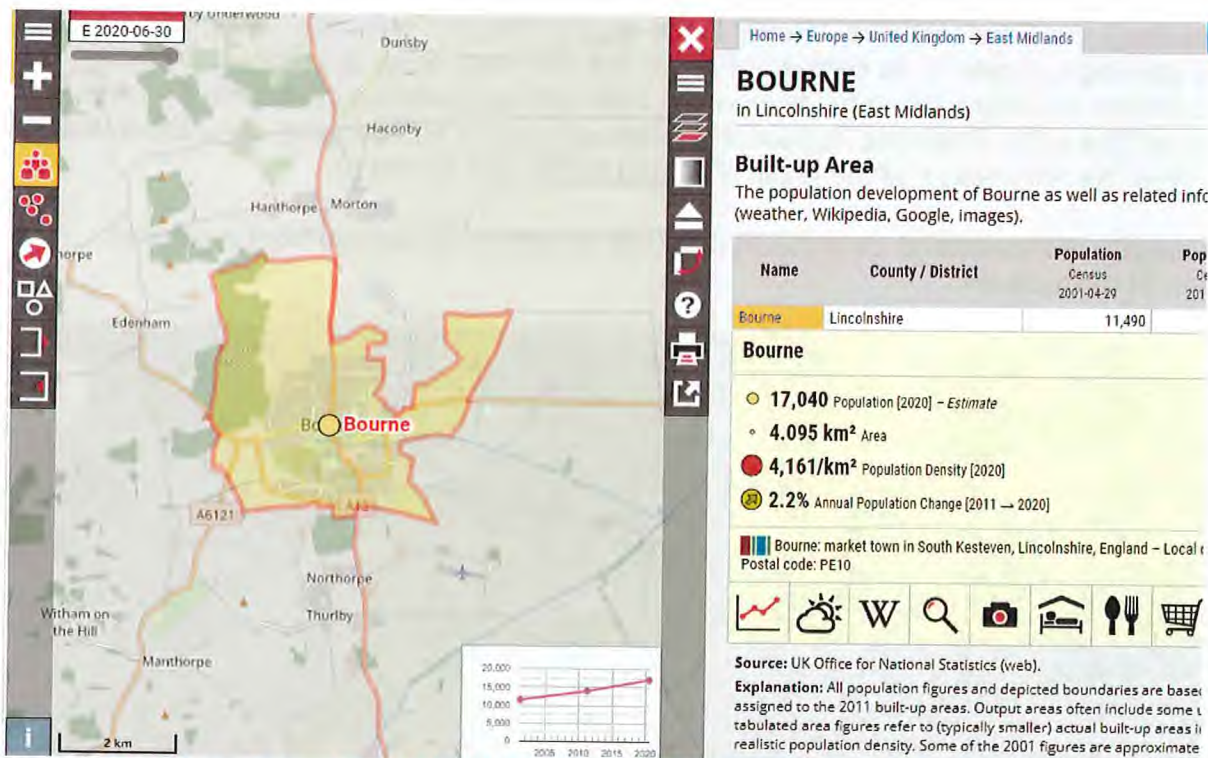 by Underwood
E 2020-06-30
Dunsby
Haconby
Hanthorpe
Morton
horpe
Edenham
Bourne
A6121
Northorpe
Thurlby
Witham on
the Hill
Manthorpe
2 km
i
20,000
15,000
10,000
5,000
0
2005 2010 2015 2020
?
Home → Europe → United Kingdom → East Midlands
BOURNE
in Lincolnshire (East Midlands)
Built-up Area
The population development of Bourne as well as related info
(weather, Wikipedia, Google, images).
Name County / District Population Pop
Census Ce
2001-04-29 201
Bourne Lincolnshire 11,490
Bourne
17,040 Population [2020] – Estimate
4.095 km² Area
4,161/km² Population Density [2020]
2.2% Annual Population Change [2011 → 2020]
Bourne: market town in South Kesteven, Lincolnshire, England – Local
Postal code: PE10
W
Source: UK Office for National Statistics (web).
Explanation: All population figures and depicted boundaries are based
assigned to the 2011 built-up areas. Output areas often include some
tabulated area figures refer to (typically smaller) actual built-up areas
realistic population density. Some of the 2001 figures are approximate